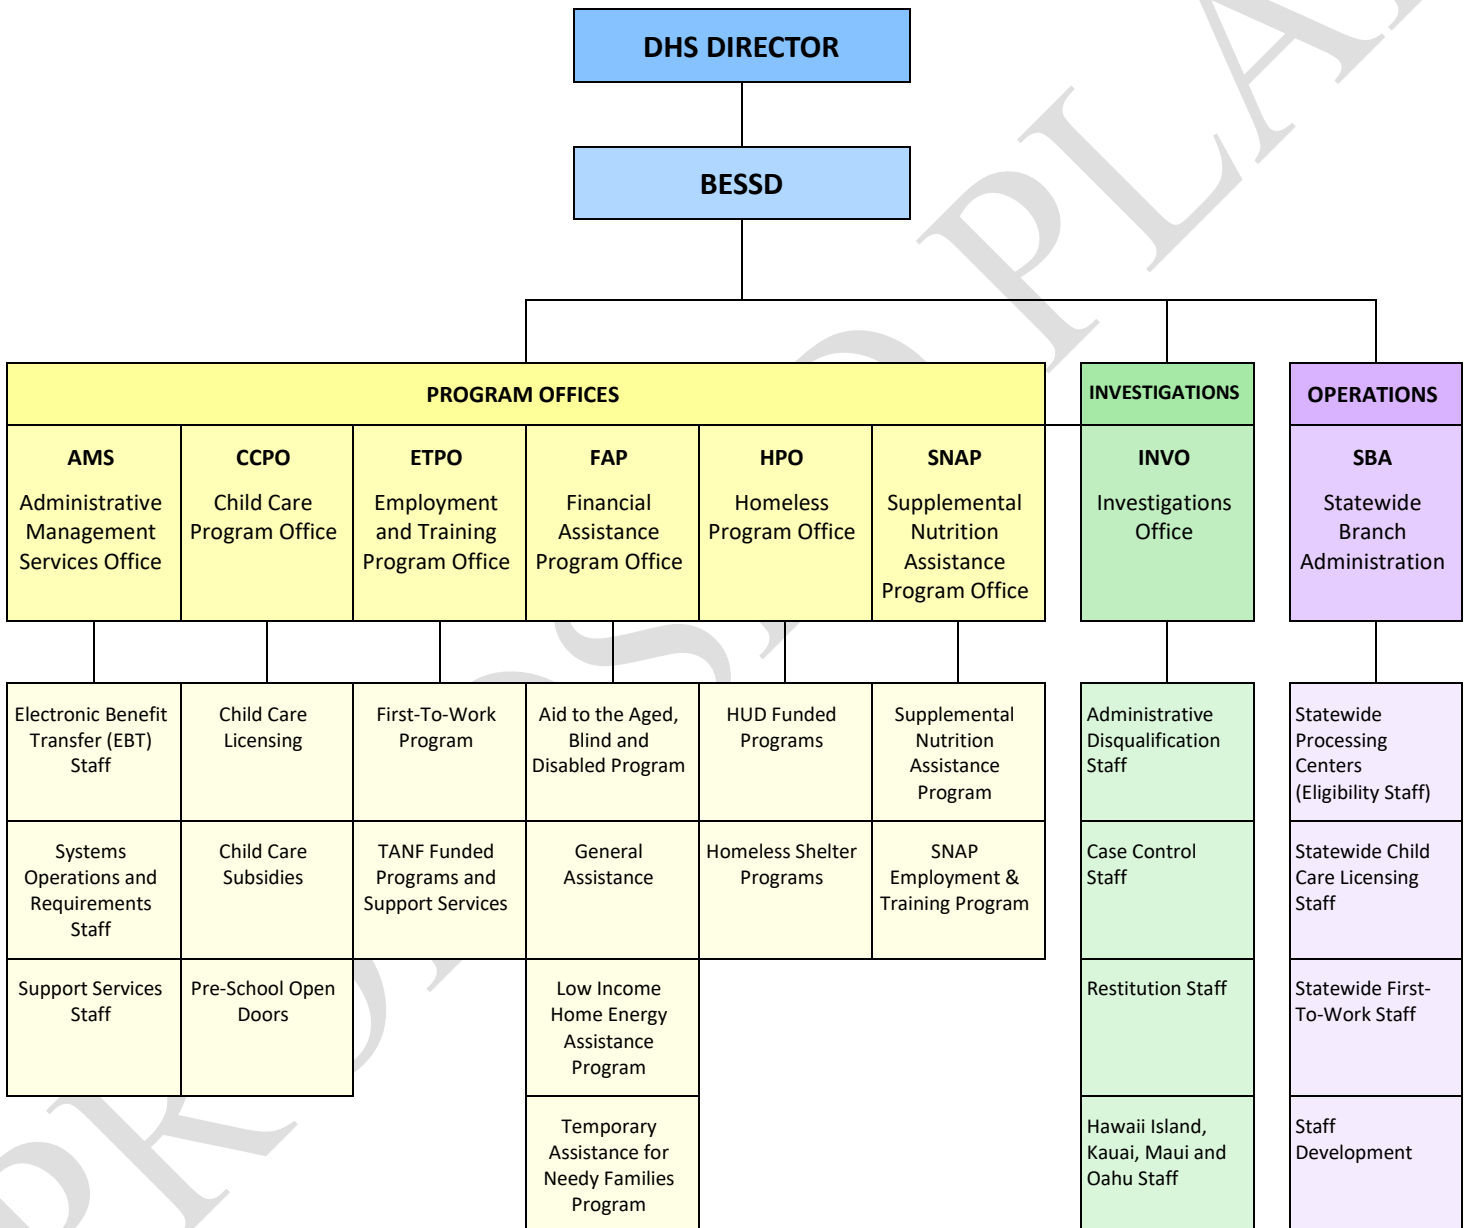 DHS DIRECTOR
BESSD
PROGRAM OFFICES
INVESTIGATIONS
OPERATIONS
AMS
Administrative
Management
Services Office
CCPO
Child Care
Program Office
ETPO
Employment
and Training
Program Office
FAP
Financial
Assistance
Program Office
HPO
Homeless
Program Office
SNAP
Supplemental
Nutrition
Assistance
Program Office
INVO
Investigations
Office
SBA
Statewide
Branch
Administration
Electronic Benefit
Transfer (EBT)
Staff
Child Care
Licensing
First-To-Work
Program
Aid to the Aged,
Blind and
Disabled Program
HUD Funded
Programs
Supplemental
Nutrition
Assistance
Program
Administrative
Disqualification
Staff
Statewide
Processing
Centers
(Eligibility Staff)
Systems
Operations and
Requirements
Staff
Child Care
Subsidies
TANF Funded
Programs and
Support Services
General
Assistance
Homeless Shelter
Programs
SNAP
Employment &
Training Program
Case Control
Staff
Statewide Child
Care Licensing
Staff
Support Services
Staff
Pre-School Open
Doors
Low Income
Home Energy
Assistance
Program
Restitution Staff
Statewide First-
To-Work Staff
Temporary
Assistance for
Needy Families
Program
Hawaii Island,
Kauai, Maui and
Oahu Staff
Staff
Development
PROPOSED PLAN